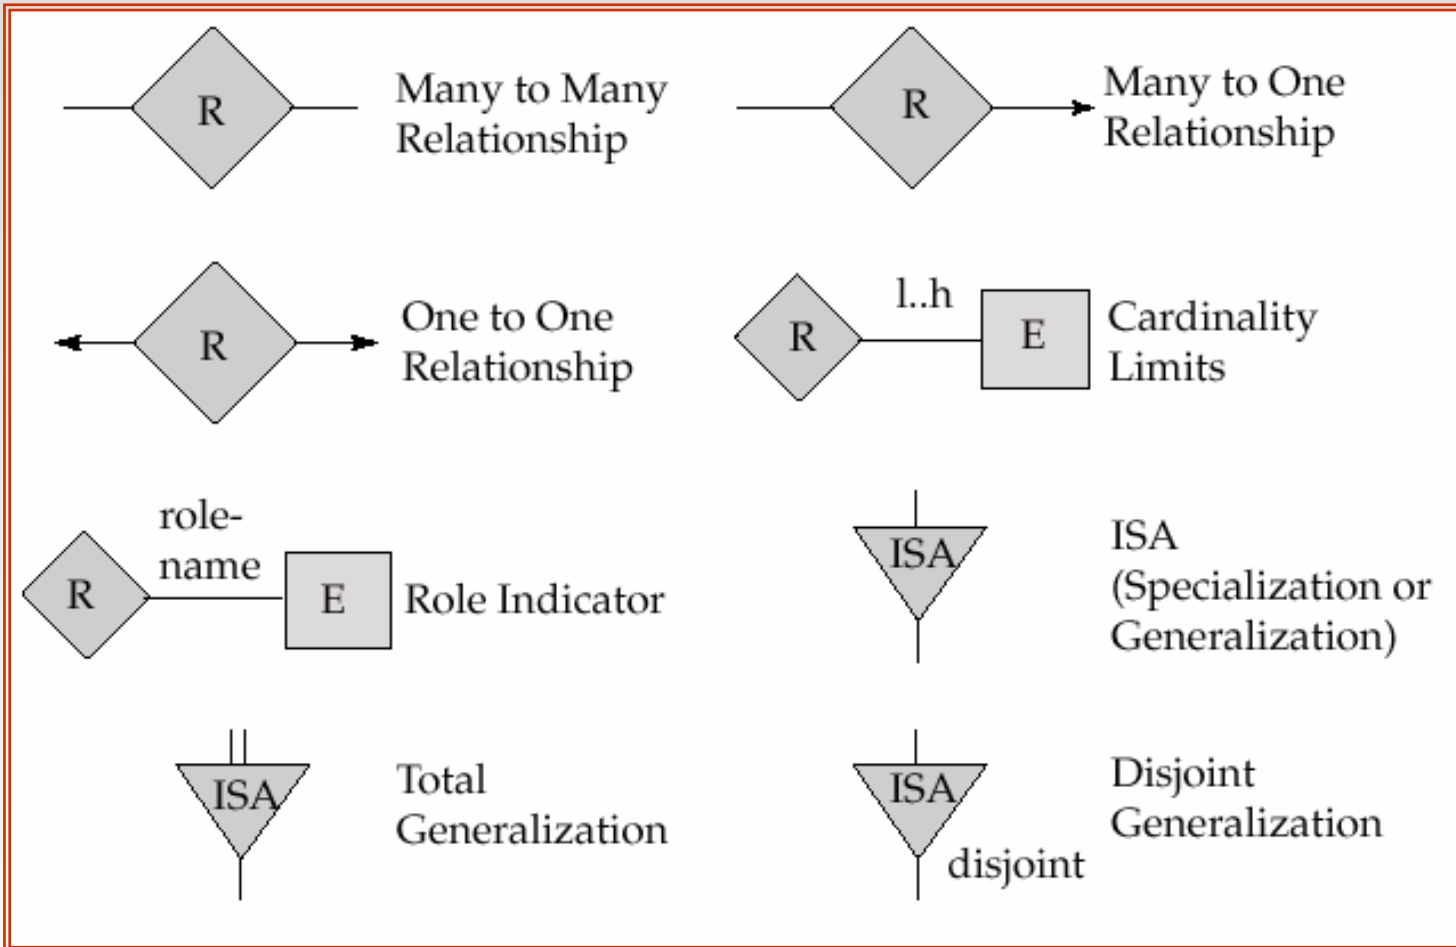 R
Many to Many
Relationship
R
Many to One
Relationship
R
One to One
Relationship
R
l..h
E
Cardinality
Limits
R
role-
name
E
Role Indicator
ISA
ISA
(Specialization or
Generalization)
ISA
Total
Generalization
ISA
disjoint
Disjoint
Generalization